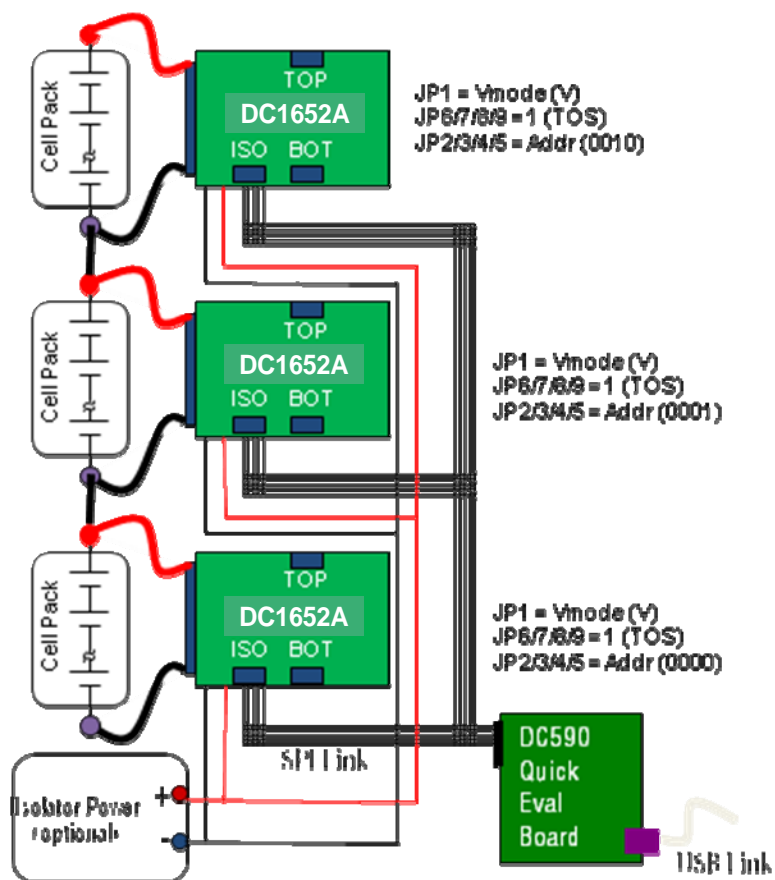 Cell Pack
TOP
DC1652A
ISO BOT
JP1 = Vmode (V)
JP6/7/8/9 = 1 (TOS)
JP2/3/4/5 = Addr (0010)
Cell Pack
TOP
DC1652A
ISO BOT
JP1 = Vmode (V)
JP6/7/8/9 = 1 (TOS)
JP2/3/4/5 = Addr (0001)
Cell Pack
TOP
DC1652A
ISO BOT
JP1 = Vmode (V)
JP6/7/8/9 = 1 (TOS)
JP2/3/4/5 = Addr (0000)
SPI Link
Isolator Power
(optional)
+
-
DC590
Quick
Eval
Board
USB Link